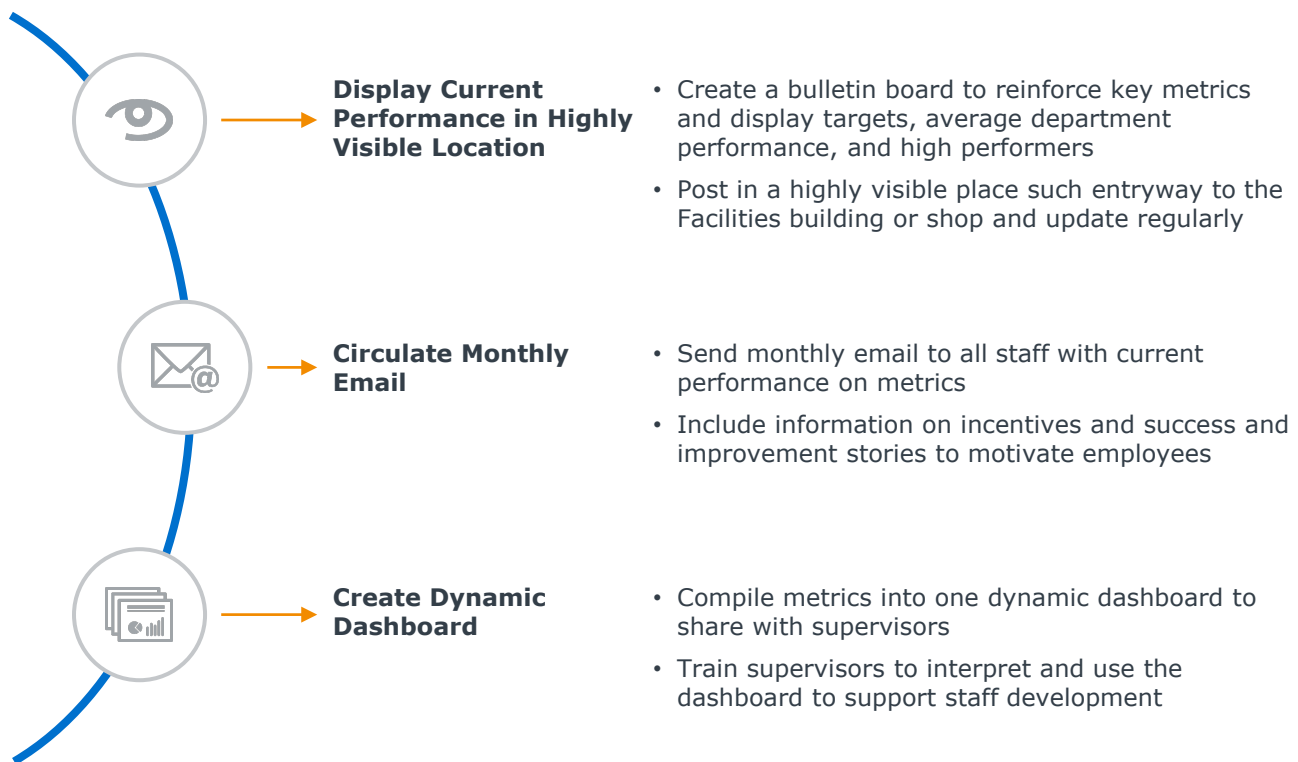 Display Current
Performance in Highly
Visible Location
• Create a bulletin board to reinforce key metrics
and display targets, average department
performance, and high performers
• Post in a highly visible place such entryway to the
Facilities building or shop and update regularly
@
Circulate Monthly
Email
• Send monthly email to all staff with current
performance on metrics
• Include information on incentives and success and
improvement stories to motivate employees
Create Dynamic
Dashboard
• Compile metrics into one dynamic dashboard to
share with supervisors
• Train supervisors to interpret and use the
dashboard to support staff development